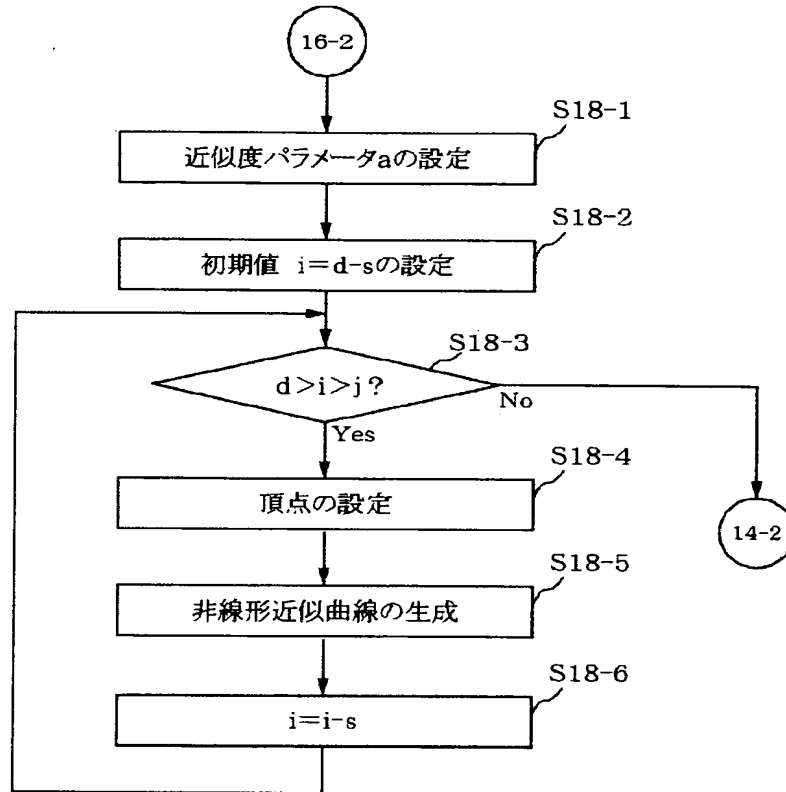 16-2
S18-1
近似度パラメータaの設定
S18-2
初期値 i=d-sの設定
S18-3
d>i>j?
No
Yes
S18-4
頂点の設定
14-2
S18-5
非線形近似曲線の生成
S18-6
i=i-s